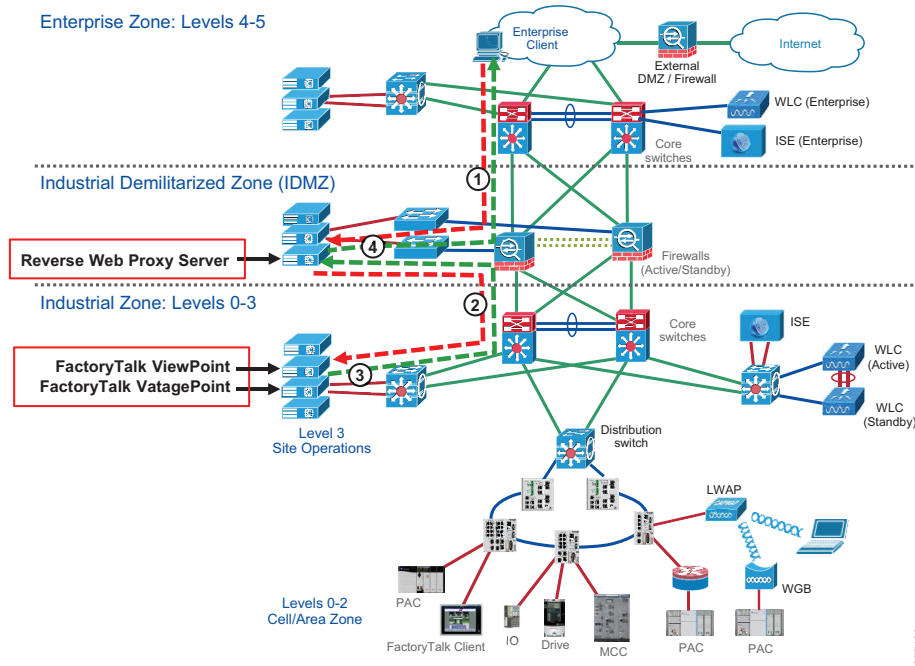 Enterprise Zone: Levels 4-5
Enterprise
Client
Internet
External
DMZ / Firewall
WLC (Enterprise)
ISE (Enterprise)
Core
switches
1
Industrial Demilitarized Zone (IDMZ)
4
Reverse Web Proxy Server
Firewalls
(Active/Standby)
Industrial Zone: Levels 0-3
2
ISE
Core
switches
WLC
(Active)
FactoryTalk ViewPoint
3
FactoryTalk VatagePoint
WLC
(Standby)
Level 3
Site Operations
Distribution
switch
LWAP
WGB
PAC
Levels 0-2
Cell/Area Zone
FactoryTalk Client
IO
Drive
MCC
PAC
PAC